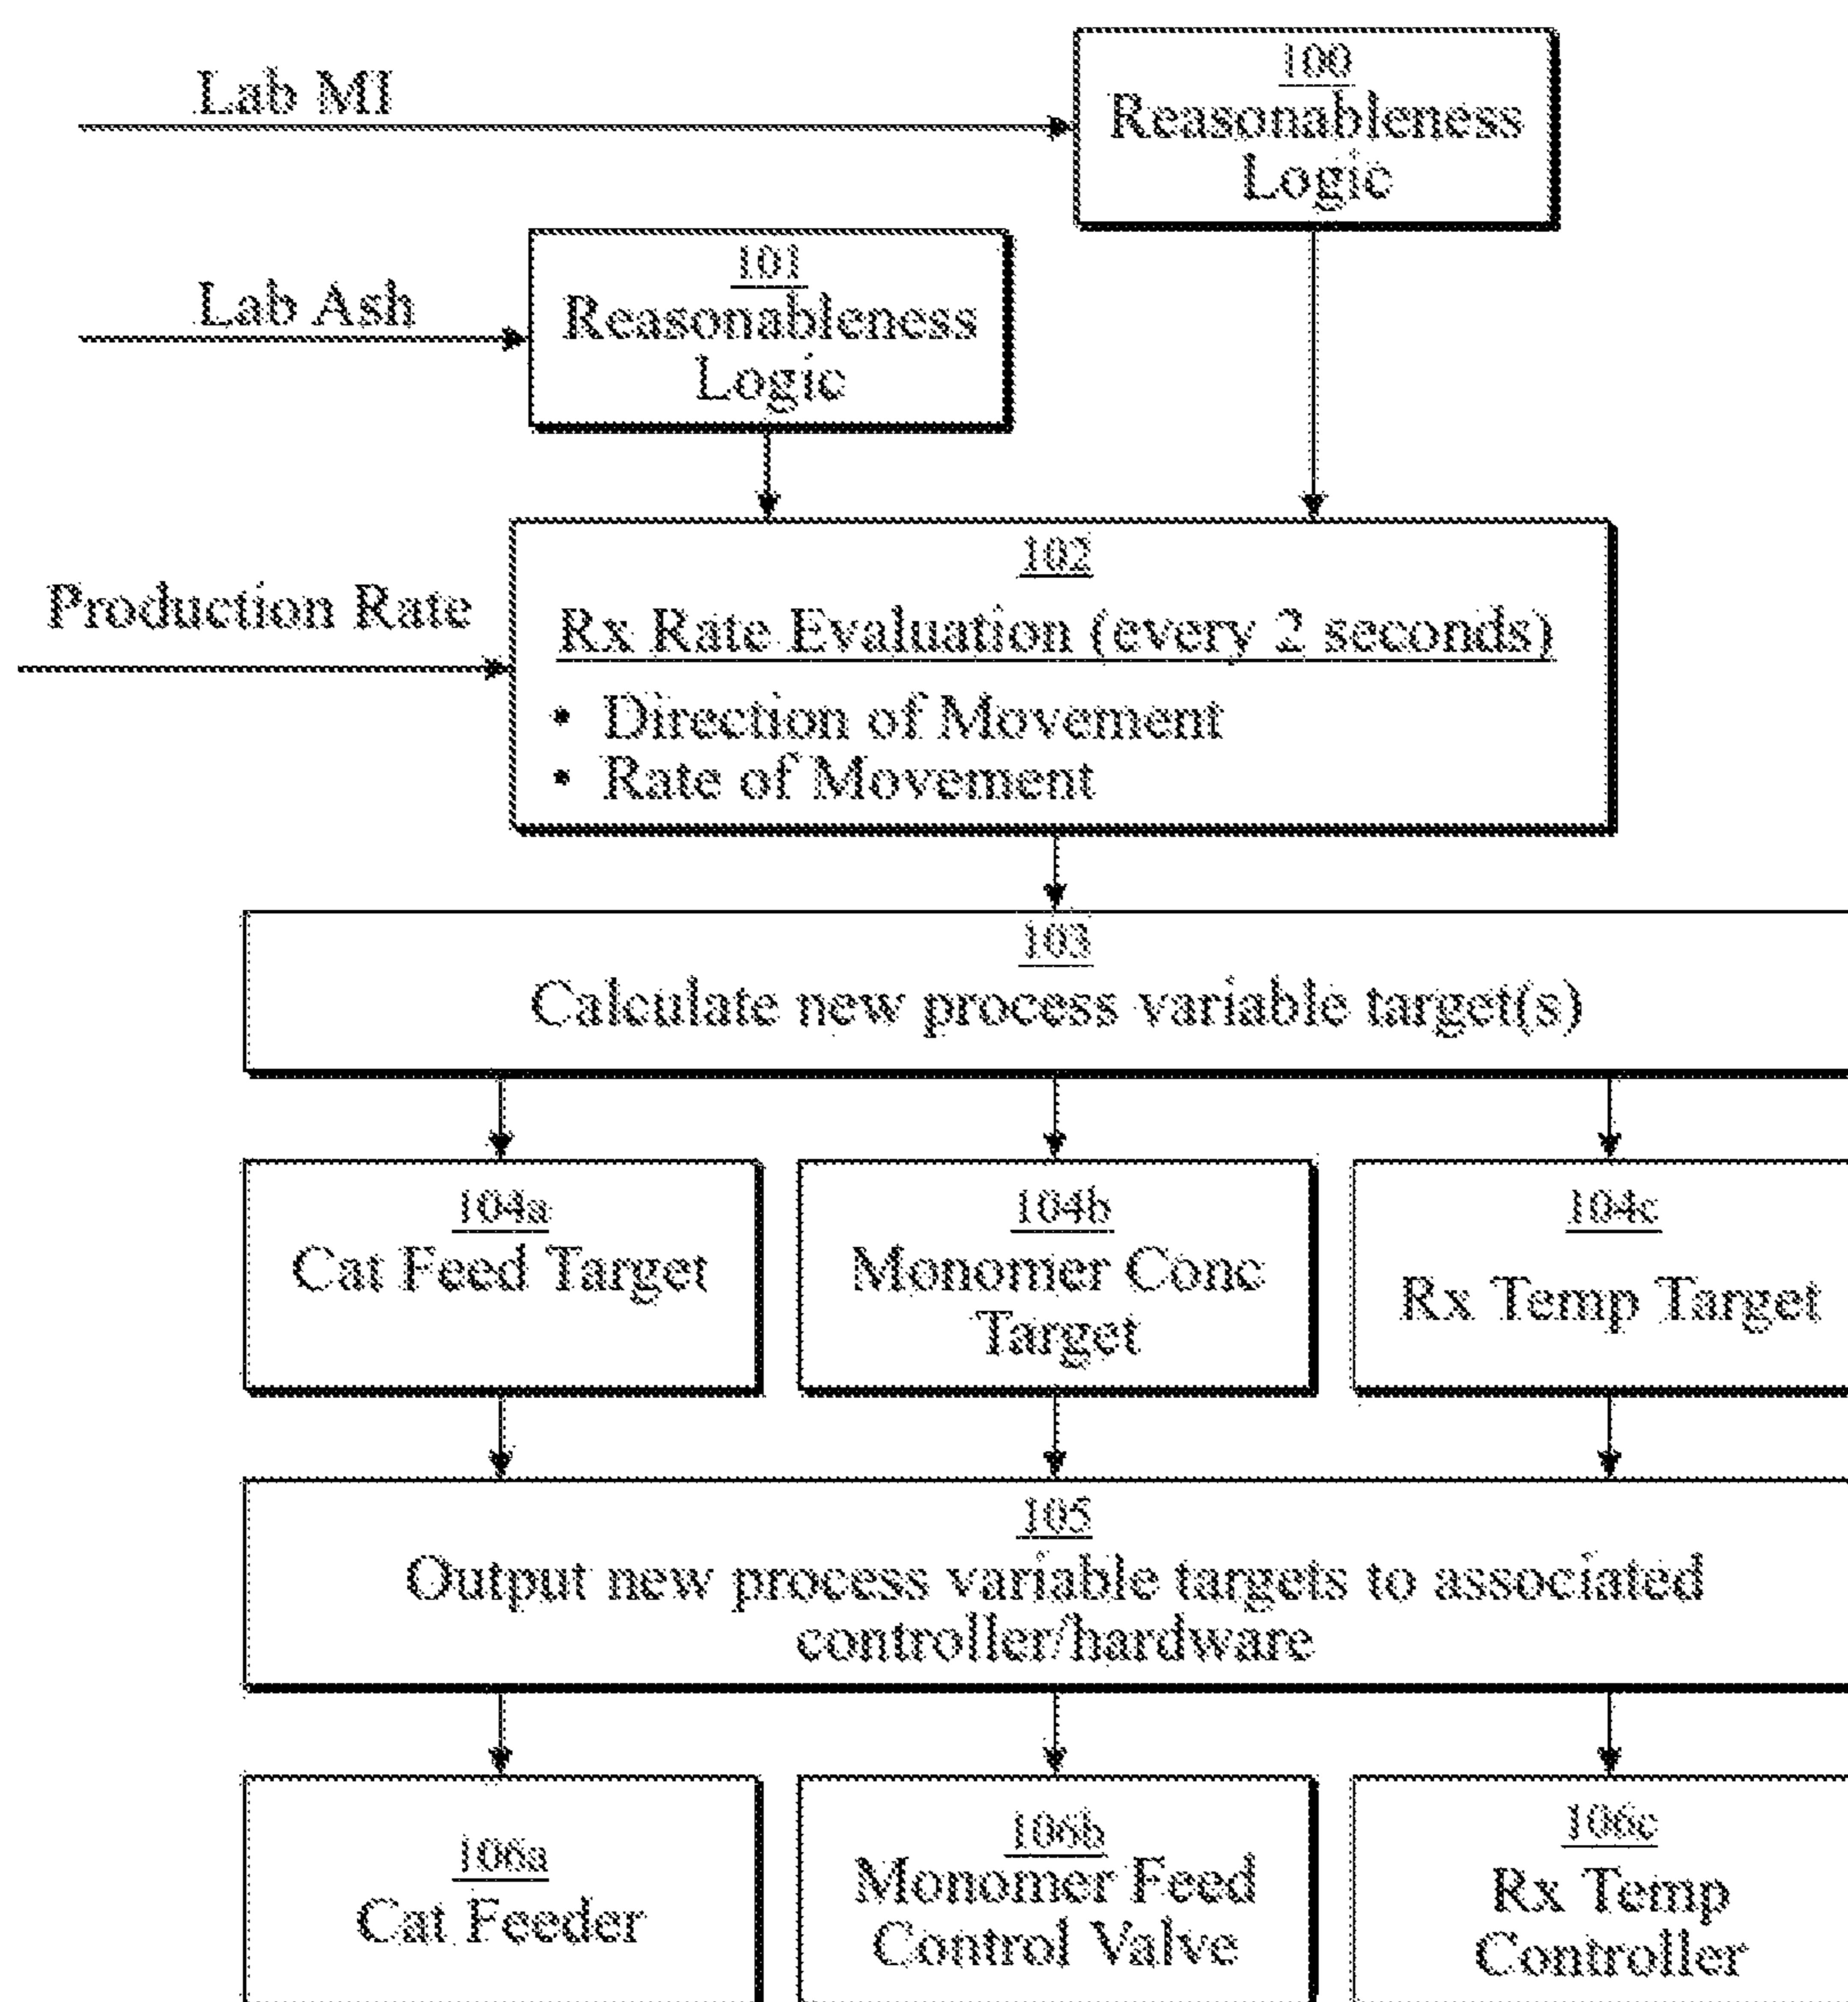 Lab MI
100
Reasonableness
Logic
Lab Ash
101
Reasonableness
Logic
Production Rate
102
Rx Rate Evaluation (every 2 seconds)
• Direction of Movement
• Rate of Movement
103
Calculate new process variable target(s)
104a
Cat Feed Target
104b
Monomer Conc
Target
104c
Rx Temp Target
105
Output new process variable targets to associated
controller/hardware
106a
Cat Feeder
106b
Monomer Feed
Control Valve
106c
Rx Temp
Controller